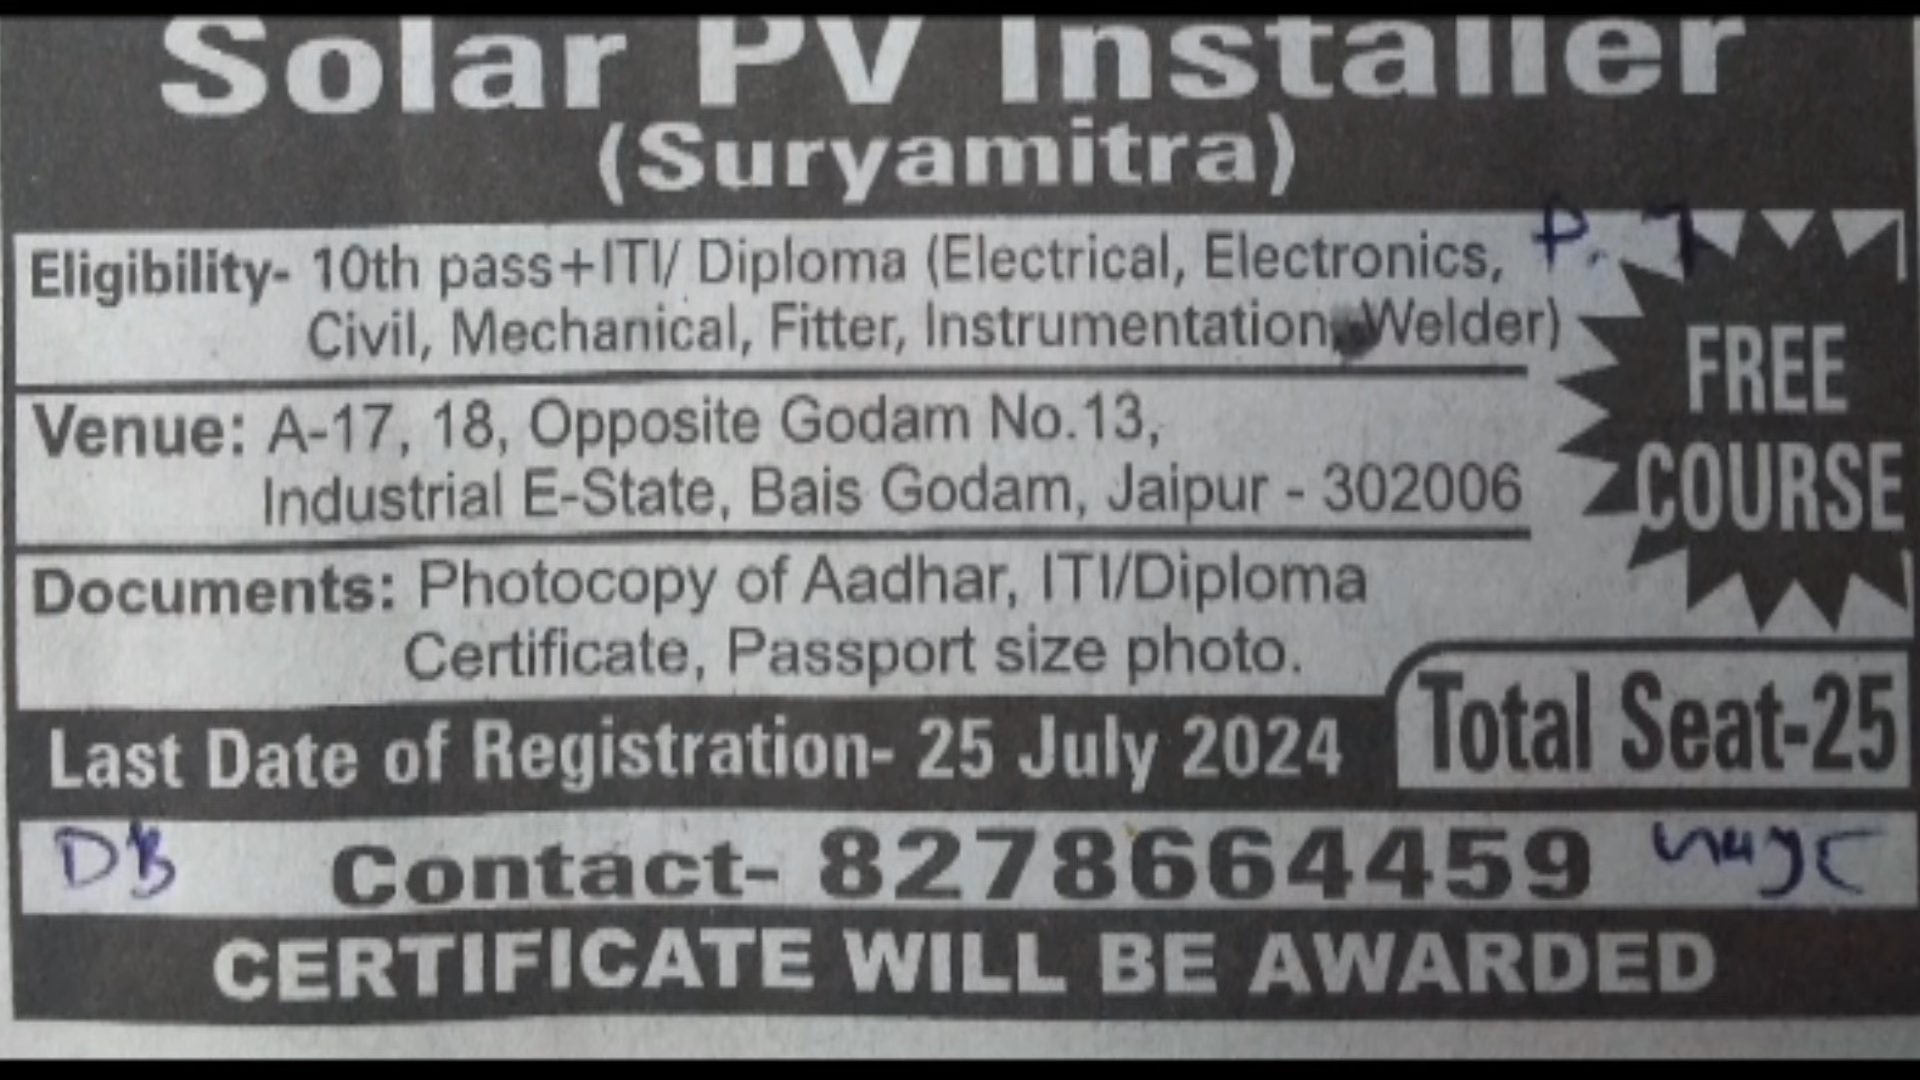 Solar PV Installer
(Suryamitra)
Eligibility- 10th pass+ITI/ Diploma (Electrical, Electronics,
Civil, Mechanical, Fitter, Instrumentation, Welder)
P. 7
FREE
COURSE
Venue: A-17, 18, Opposite Godam No.13,
Industrial E-State, Bais Godam, Jaipur - 302006
Documents: Photocopy of Aadhar, ITI/Diploma
Certificate, Passport size photo.
Last Date of Registration- 25 July 2024
Total Seat-25
DB Contact- 8278664459
CERTIFICATE WILL BE AWARDED